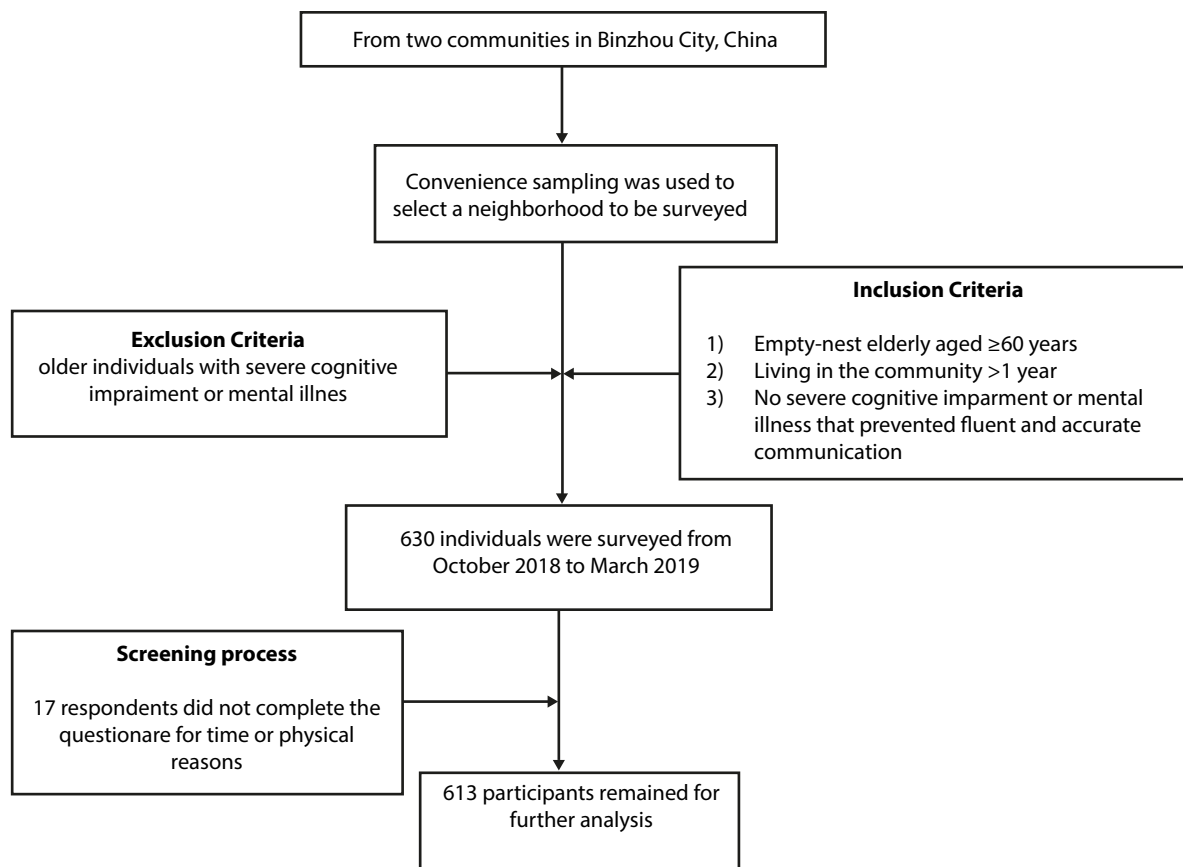 From two communities in Binzhou City, China
Convenience sampling was used to
select a neighborhood to be surveyed
Exclusion Criteria
older individuals with severe cognitive
impraiment or mental illnes
Inclusion Criteria
1) Empty-nest elderly aged ≥60 years
2) Living in the community >1 year
3) No severe cognitive imparment or mental
illness that prevented fluent and accurate
communication
630 individuals were surveyed from
October 2018 to March 2019
Screening process
17 respondents did not complete the
questionare for time or physical
reasons
613 participants remained for
further analysis